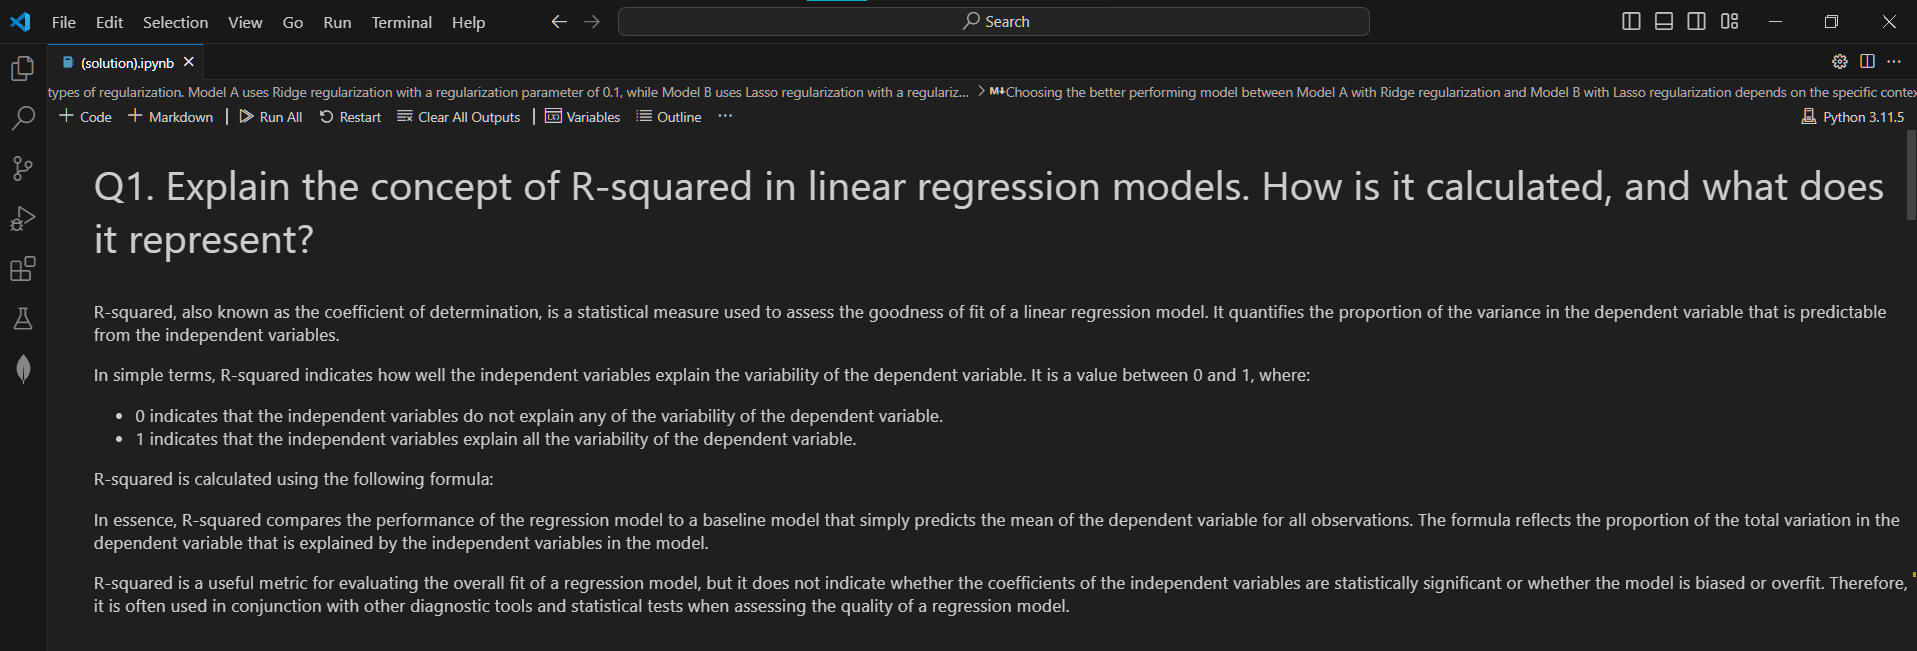 File Edit Selection View Go Run Terminal Help
Search
(solution).ipynb
types of regularization. Model A uses Ridge regularization with a regularization parameter of 0.1, while Model B uses Lasso regularization with a regulariz... > M↓Choosing the better performing model between Model A with Ridge regularization and Model B with Lasso regularization depends on the specific contex
+ Code + Markdown | Run All Restart Clear All Outputs | Variables Outline ...
Python 3.11.5
Q1. Explain the concept of R-squared in linear regression models. How is it calculated, and what does
it represent?
R-squared, also known as the coefficient of determination, is a statistical measure used to assess the goodness of fit of a linear regression model. It quantifies the proportion of the variance in the dependent variable that is predictable
from the independent variables.
In simple terms, R-squared indicates how well the independent variables explain the variability of the dependent variable. It is a value between 0 and 1, where:
• 0 indicates that the independent variables do not explain any of the variability of the dependent variable.
• 1 indicates that the independent variables explain all the variability of the dependent variable.
R-squared is calculated using the following formula:
In essence, R-squared compares the performance of the regression model to a baseline model that simply predicts the mean of the dependent variable for all observations. The formula reflects the proportion of the total variation in the
dependent variable that is explained by the independent variables in the model.
R-squared is a useful metric for evaluating the overall fit of a regression model, but it does not indicate whether the coefficients of the independent variables are statistically significant or whether the model is biased or overfit. Therefore,
it is often used in conjunction with other diagnostic tools and statistical tests when assessing the quality of a regression model.